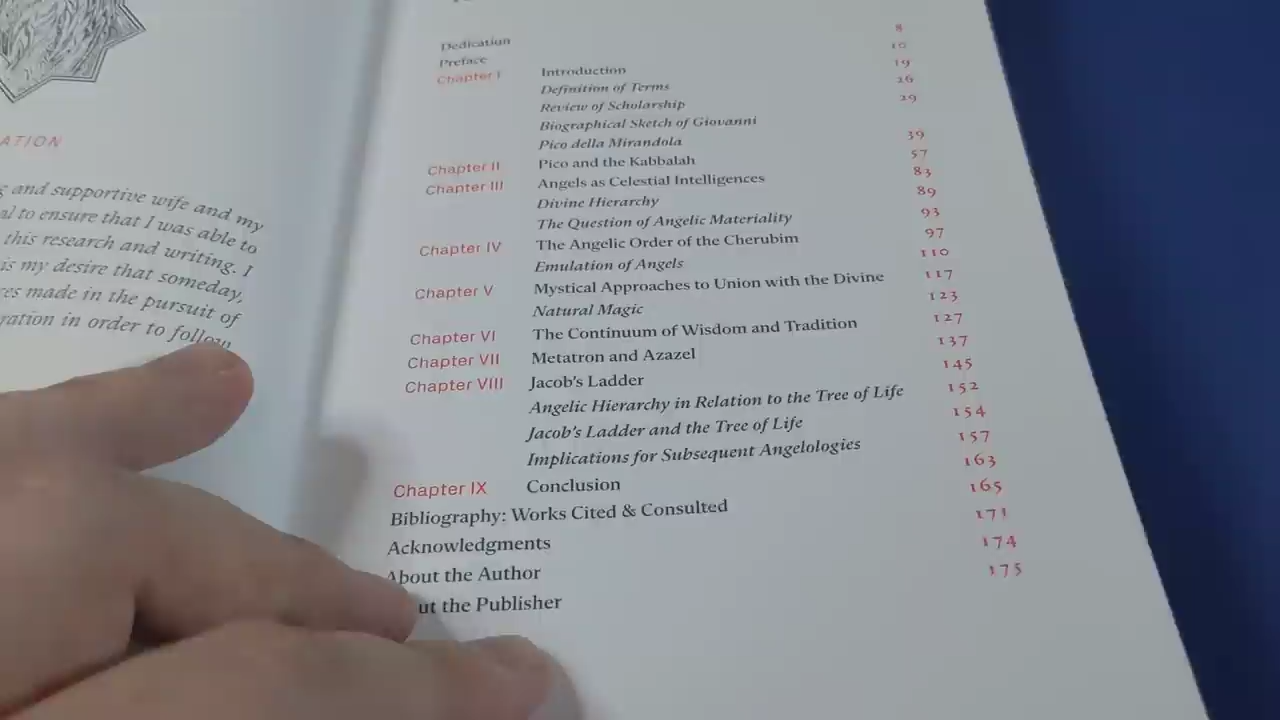 ATION
and supportive wife and my
al to ensure that I was able to
this research and writing. I
is my desire that someday,
es made in the pursuit of
ration in order to follow
Dedication 8
Preface 10
Chapter I Introduction 19
Definition of Terms 26
Review of Scholarship 29
Biographical Sketch of Giovanni
Pico della Mirandola 39
Chapter II Pico and the Kabbalah 57
Chapter III Angels as Celestial Intelligences 83
Divine Hierarchy 89
The Question of Angelic Materiality 93
Chapter IV The Angelic Order of the Cherubim 97
Emulation of Angels 110
Chapter V Mystical Approaches to Union with the Divine 117
Natural Magic 123
Chapter VI The Continuum of Wisdom and Tradition 127
Chapter VII Metatron and Azazel 137
Chapter VIII Jacob's Ladder 145
Angelic Hierarchy in Relation to the Tree of Life 152
Jacob's Ladder and the Tree of Life 154
Implications for Subsequent Angelologies 157
Chapter IX Conclusion 163
Bibliography: Works Cited & Consulted 165
Acknowledgments 171
About the Author 174
ut the Publisher 175